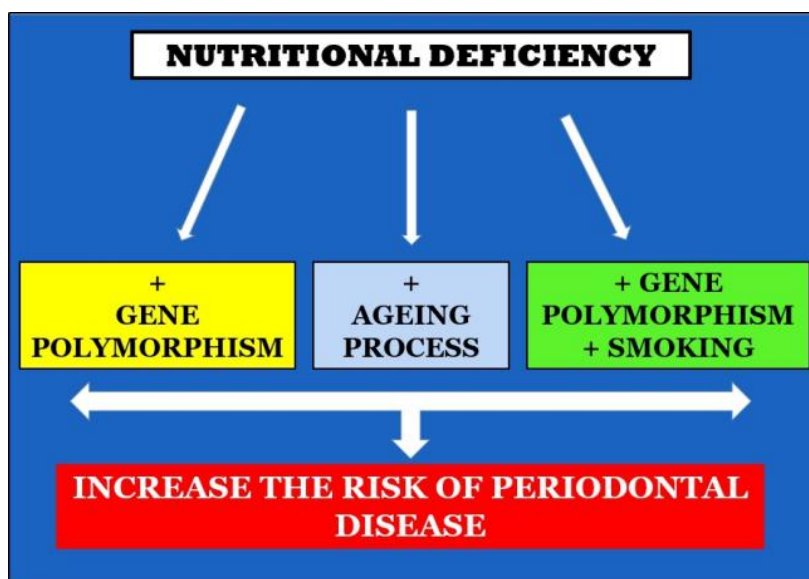 NUTRITIONAL DEFICIENCY
+
GENE
POLYMORPHISM
+
AGEING
PROCESS
+ GENE
POLYMORPHISM
+ SMOKING
INCREASE THE RISK OF PERIODONTAL
DISEASE